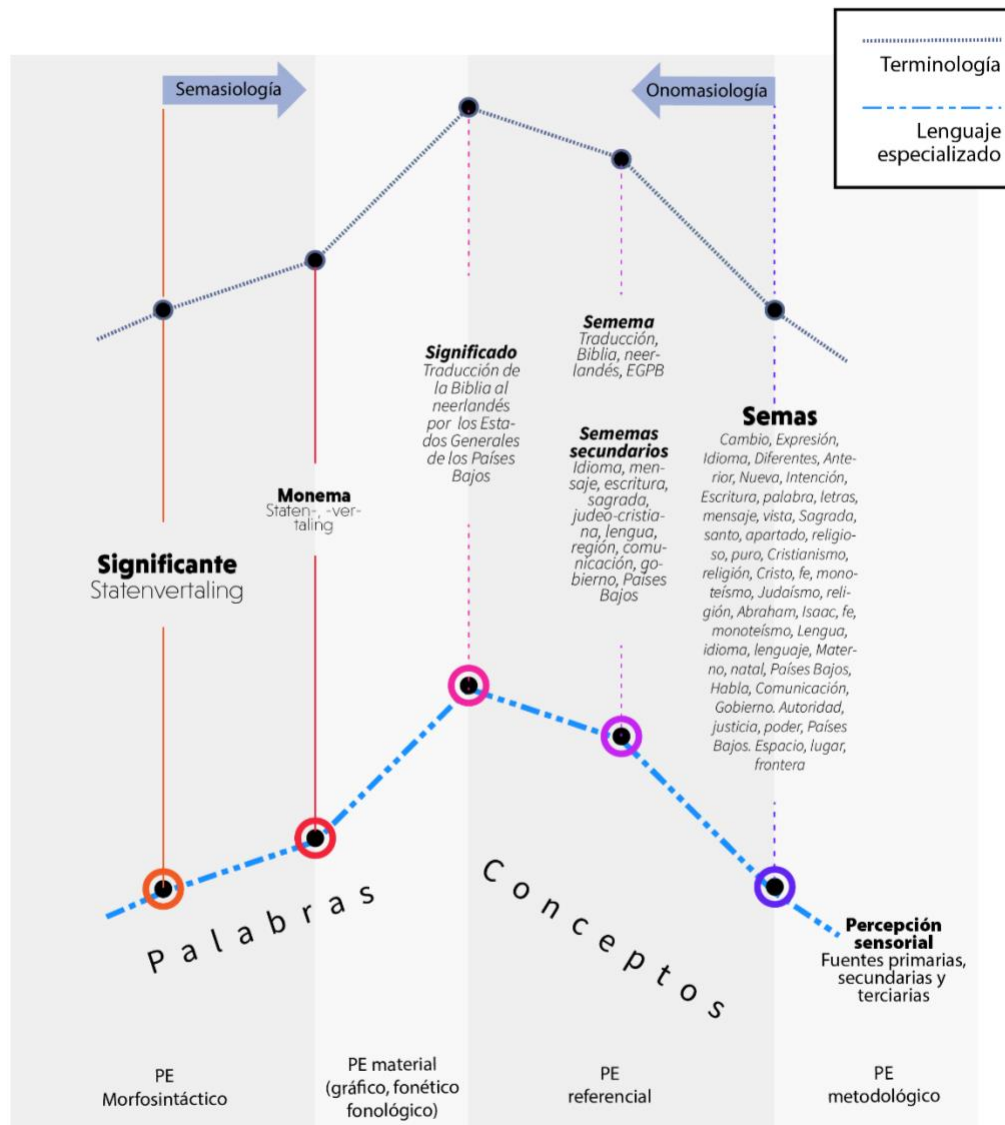 Terminología
Lenguaje
especializado
Semasiología
Onomasiología
Significante
Statenvertaling
Monema
Staten-, -ver-
taling
Significado
Traducción de
la Biblia al
neerlandés
por los Esta-
dos Generales
de los Países
Bajos
Semema
Traducción,
Biblia, neer-
landés, EGPB
Sememas
secundarios
Idioma, men-
saje, escritura,
sagrada,
judeo-cristia-
na, lengua,
región, comu-
nicación, go-
bierno, Países
Bajos
Semas
Cambio, Expresión,
Idioma, Diferentes, Ante-
rior, Nueva, Intención,
Escritura, palabra, letras,
mensaje, vista, Sagrada,
santo, apartado, religio-
so, puro, Cristianismo,
religión, Cristo, fe, mono-
teísmo, Judaísmo, reli-
gión, Abraham, Isaac, fe,
monoteísmo, Lengua,
idioma, lenguaje, Mater-
no, natal, Países Bajos,
Habla, Comunicación,
Gobierno. Autoridad,
justicia, poder, Países
Bajos. Espacio, lugar,
frontera
Palabras
Conceptos
Percepción
sensorial
Fuentes primarias,
secundarias y
terciarias
PE
Morfosintáctico
PE material
(gráfico, fonético
fonológico)
PE
referencial
PE
metodológico